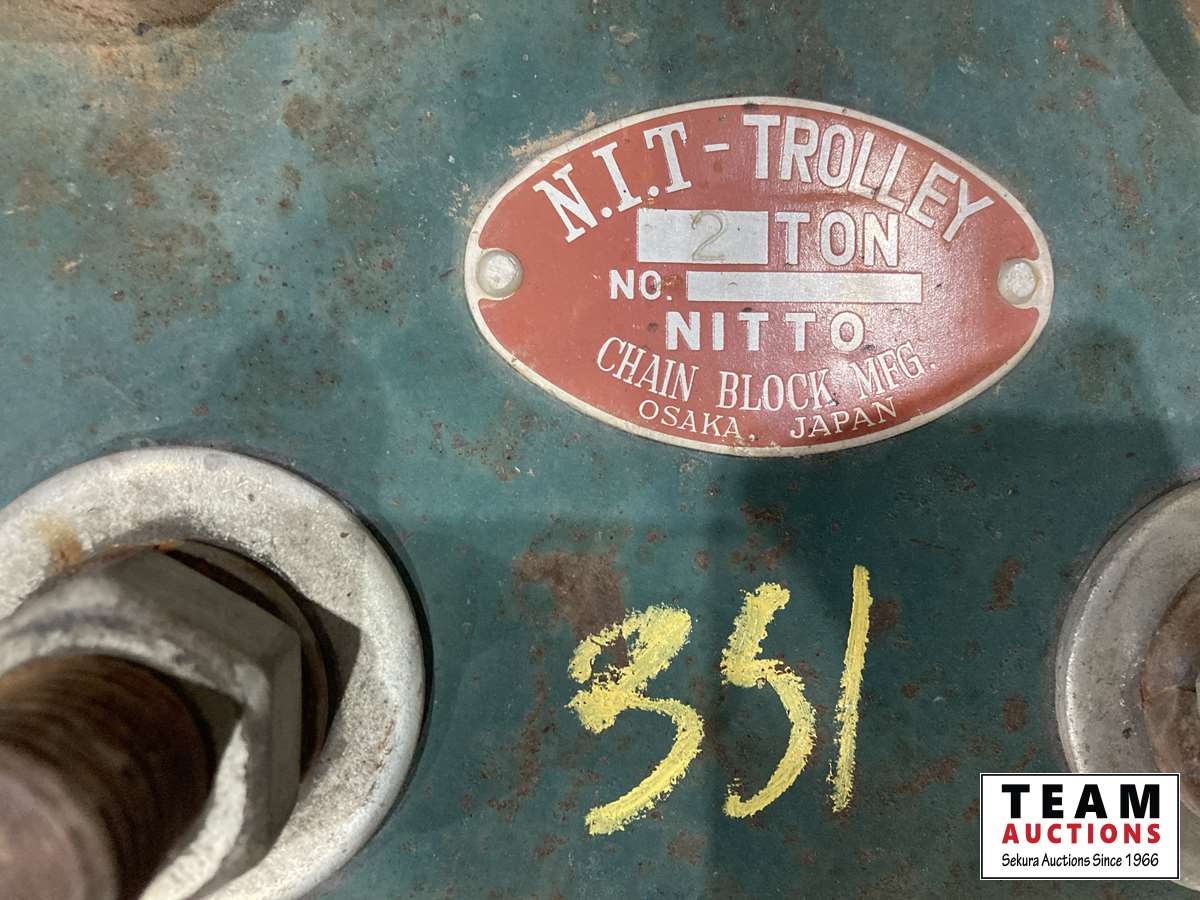 N.I.T - TROLLEY
2 TON
NO.
NITTO
CHAIN BLOCK MFG.
OSAKA, JAPAN
351
TEAM
AUCTIONS
Sekura Auctions Since 1966